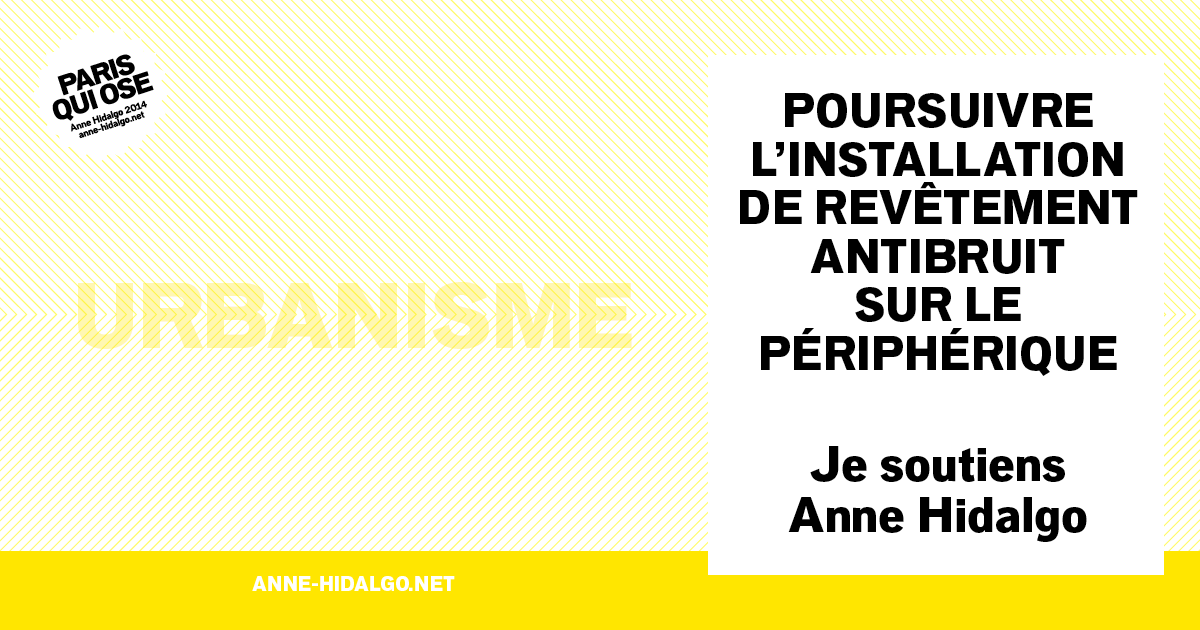 PARIS
QUI OSE
Anne Hidalgo 2014
anne-hidalgo.net
URBANISME
POURSUIVRE
L’INSTALLATION
DE REVÊTEMENT
ANTIBRUIT
SUR LE
PÉRIPHÉRIQUE
Je soutiens
Anne Hidalgo
ANNE-HIDALGO.NET